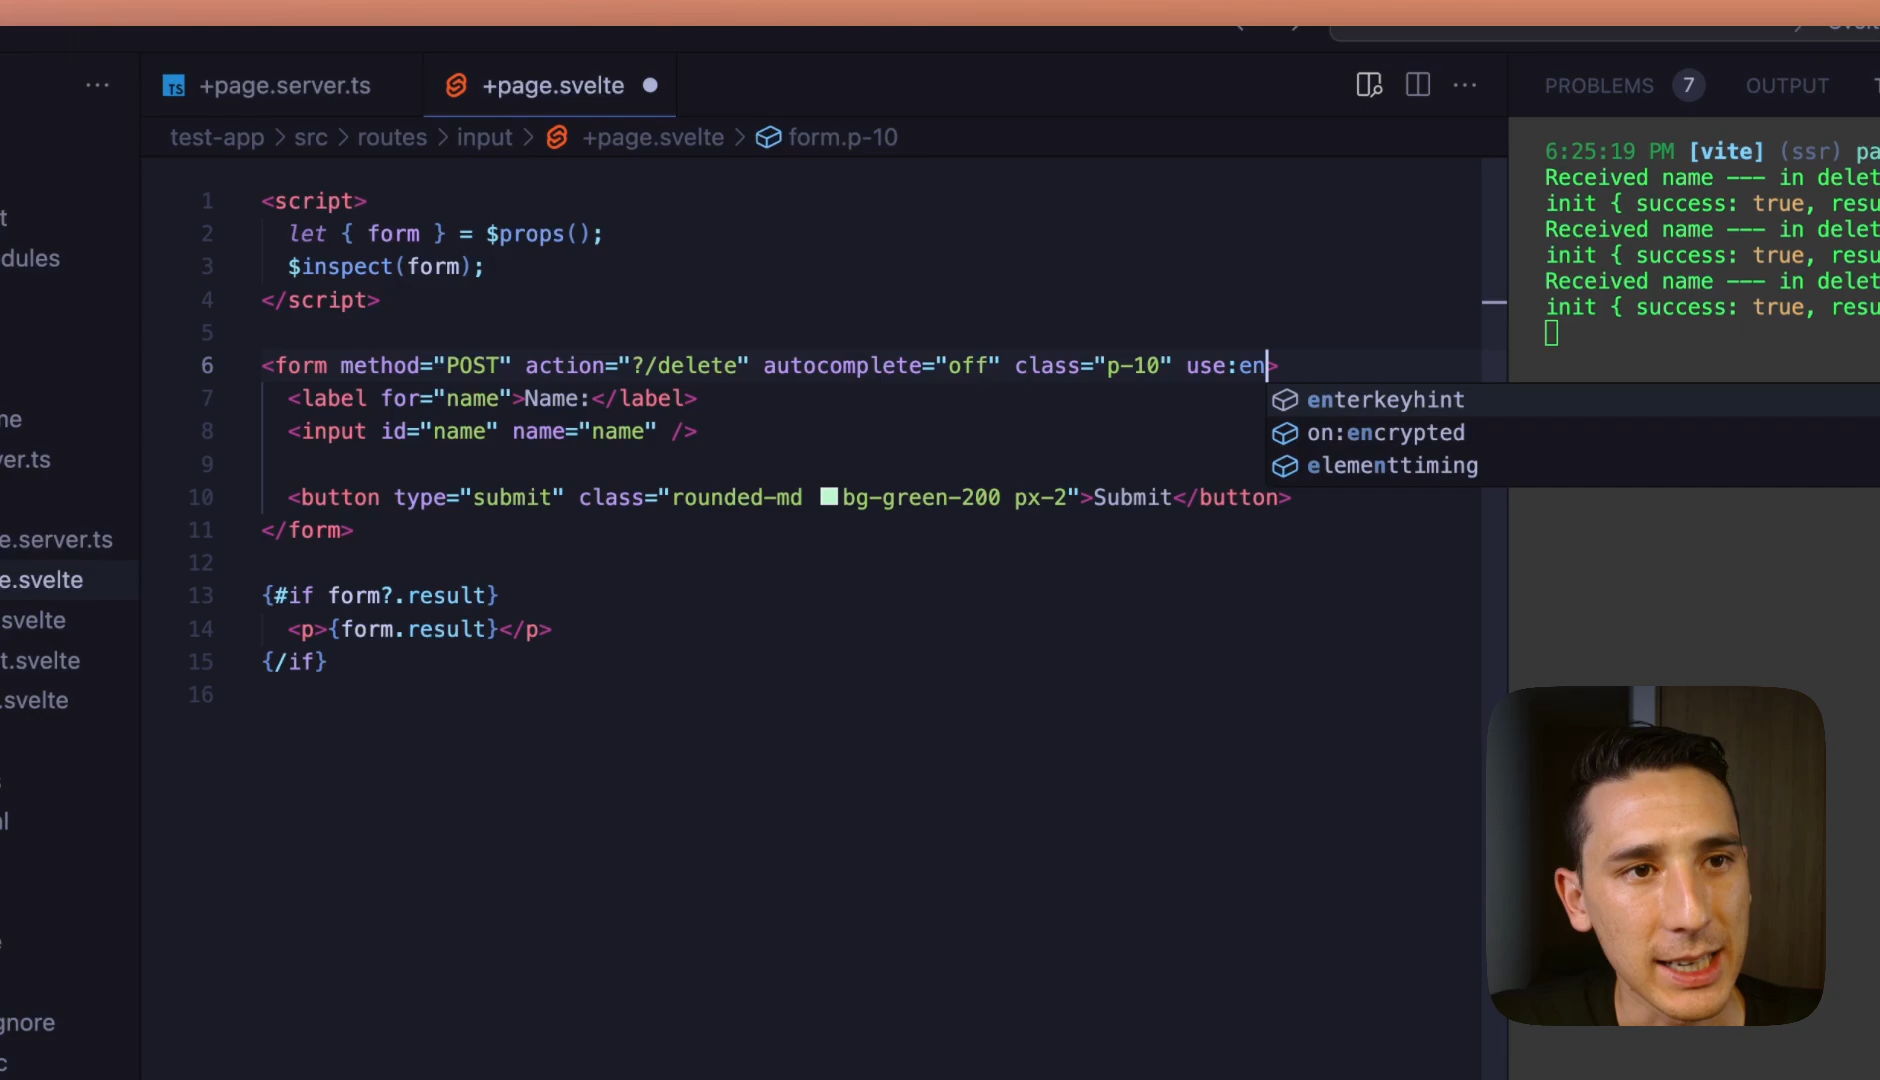 +page.server.ts
+page.svelte
PROBLEMS 7 OUTPUT
test-app > src > routes > input > +page.svelte > form.p-10
1 <script>
2 let { form } = $props();
3 $inspect(form);
4 </script>
5
6 <form method="POST" action="?/delete" autocomplete="off" class="p-10" use:en>
7 <label for="name">Name:</label>
8 <input id="name" name="name" />
9
10 <button type="submit" class="rounded-md bg-green-200 px-2">Submit</button>
11 </form>
12
13 {#if form?.result}
14 <p>{form.result}</p>
15 {/if}
16
enterkeyhint
on:encrypted
elementtiming
6:25:19 PM [vite] (ssr) pa
Received name --- in delet
init { success: true, resu
Received name --- in delet
init { success: true, resu
Received name --- in delet
init { success: true, resu
t
dules
me
ver.ts
e.server.ts
e.svelte
svelte
t.svelte
.svelte
gnore